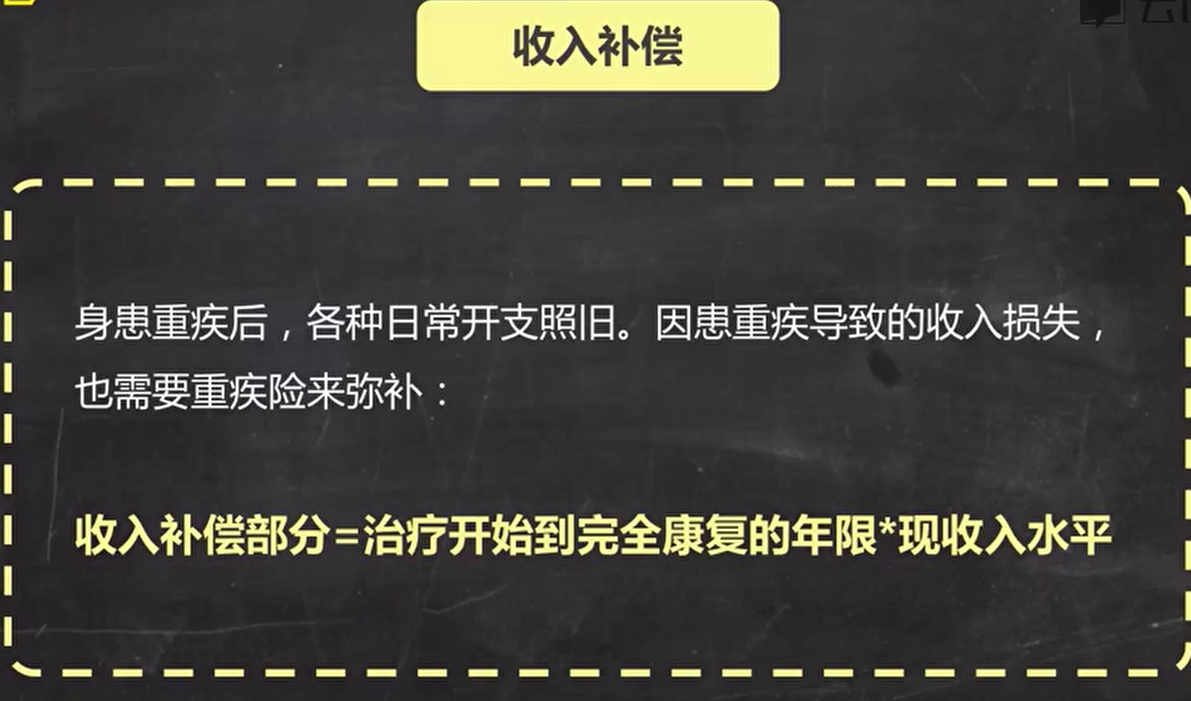 收入补偿
身患重疾后，各种日常开支照旧。因患重疾导致的收入损失，
也需要重疾险来弥补：
收入补偿部分=治疗开始到完全康复的年限*现收入水平